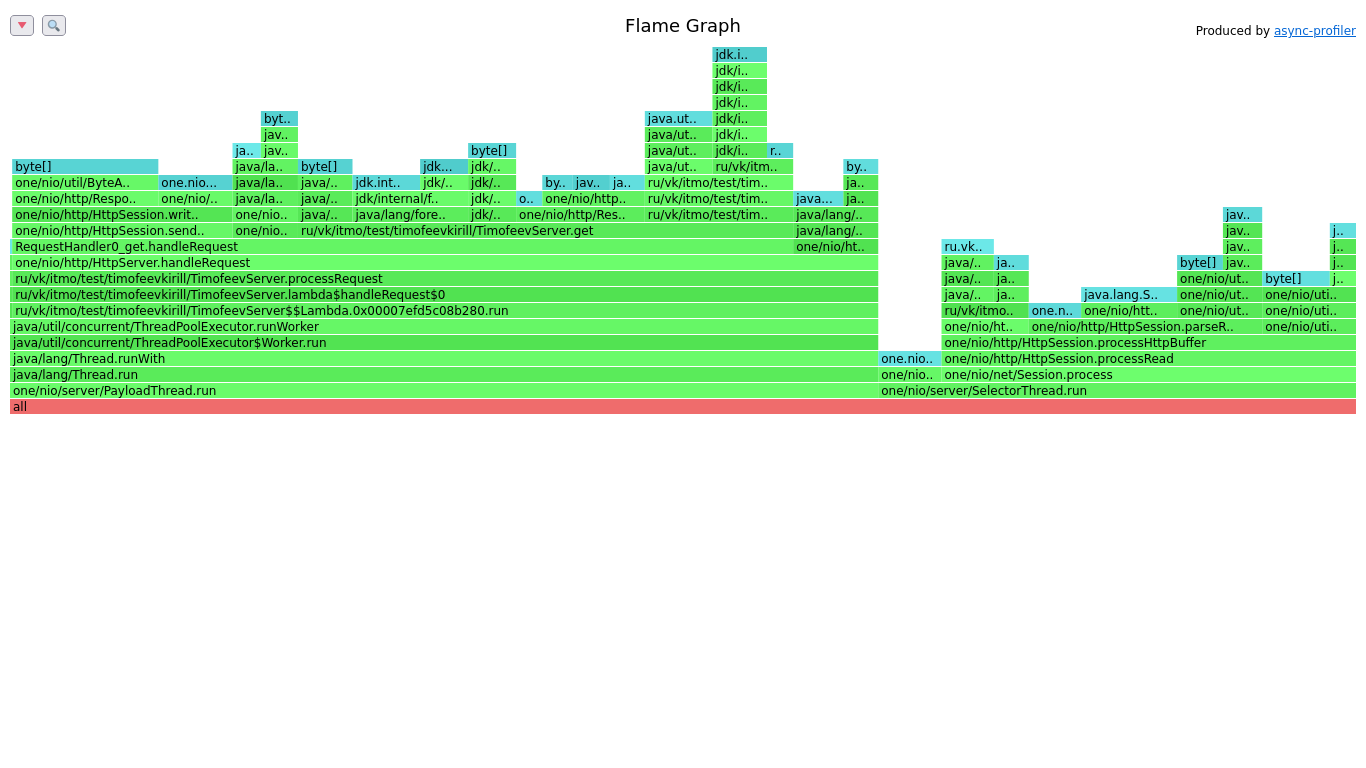 Flame Graph
Produced by async-profiler
jdk.i..
jdk/i..
jdk/i..
jdk/i..
byt.. java.ut.. jdk/i..
jav.. java/ut.. jdk/i..
ja.. jav.. byte[] java/ut.. jdk/i.. r..
byte[] java/la.. byte[] jdk... jdk/.. java/ut.. ru/vk/itm.. by..
one/nio/util/ByteA.. one.nio... java/la.. java/.. jdk.int.. jdk/.. jdk/.. by.. jav.. ja.. ru/vk/itmo/test/tim.. ja..
one/nio/http/Respo.. one/nio/.. java/la.. java/.. jdk/internal/f.. jdk/.. o.. one/nio/http.. ru/vk/itmo/test/tim.. java... ja..
one/nio/http/HttpSession.writ.. one/nio.. java/.. java/lang/fore.. jdk/.. one/nio/http/Res.. ru/vk/itmo/test/tim.. java/lang/.. jav..
one/nio/http/HttpSession.send.. one/nio.. ru/vk/itmo/test/timofeevkirill/TimofeevServer.get java/lang/.. jav.. j..
RequestHandler0_get.handleRequest one/nio/ht.. ru.vk.. jav.. j..
one/nio/http/HttpServer.handleRequest java/.. ja.. byte[] jav.. j..
ru/vk/itmo/test/timofeevkirill/TimofeevServer.processRequest java/.. ja.. one/nio/ut.. byte[] j..
ru/vk/itmo/test/timofeevkirill/TimofeevServer.lambda$handleRequest$0 java/.. ja.. java.lang.S.. one/nio/ut.. one/nio/uti..
ru/vk/itmo/test/timofeevkirill/TimofeevServer$$Lambda.0x00007efd5c08b280.run ru/vk/itmo.. one.n.. one/nio/htt.. one/nio/ut.. one/nio/uti..
java/util/concurrent/ThreadPoolExecutor.runWorker one/nio/ht.. one/nio/http/HttpSession.parseR.. one/nio/uti..
java/util/concurrent/ThreadPoolExecutor$Worker.run one/nio/http/HttpSession.processHttpBuffer
java/lang/Thread.runWith one.nio.. one/nio/http/HttpSession.processRead
java/lang/Thread.run one/nio.. one/nio/net/Session.process
one/nio/server/PayloadThread.run one/nio/server/SelectorThread.run
all